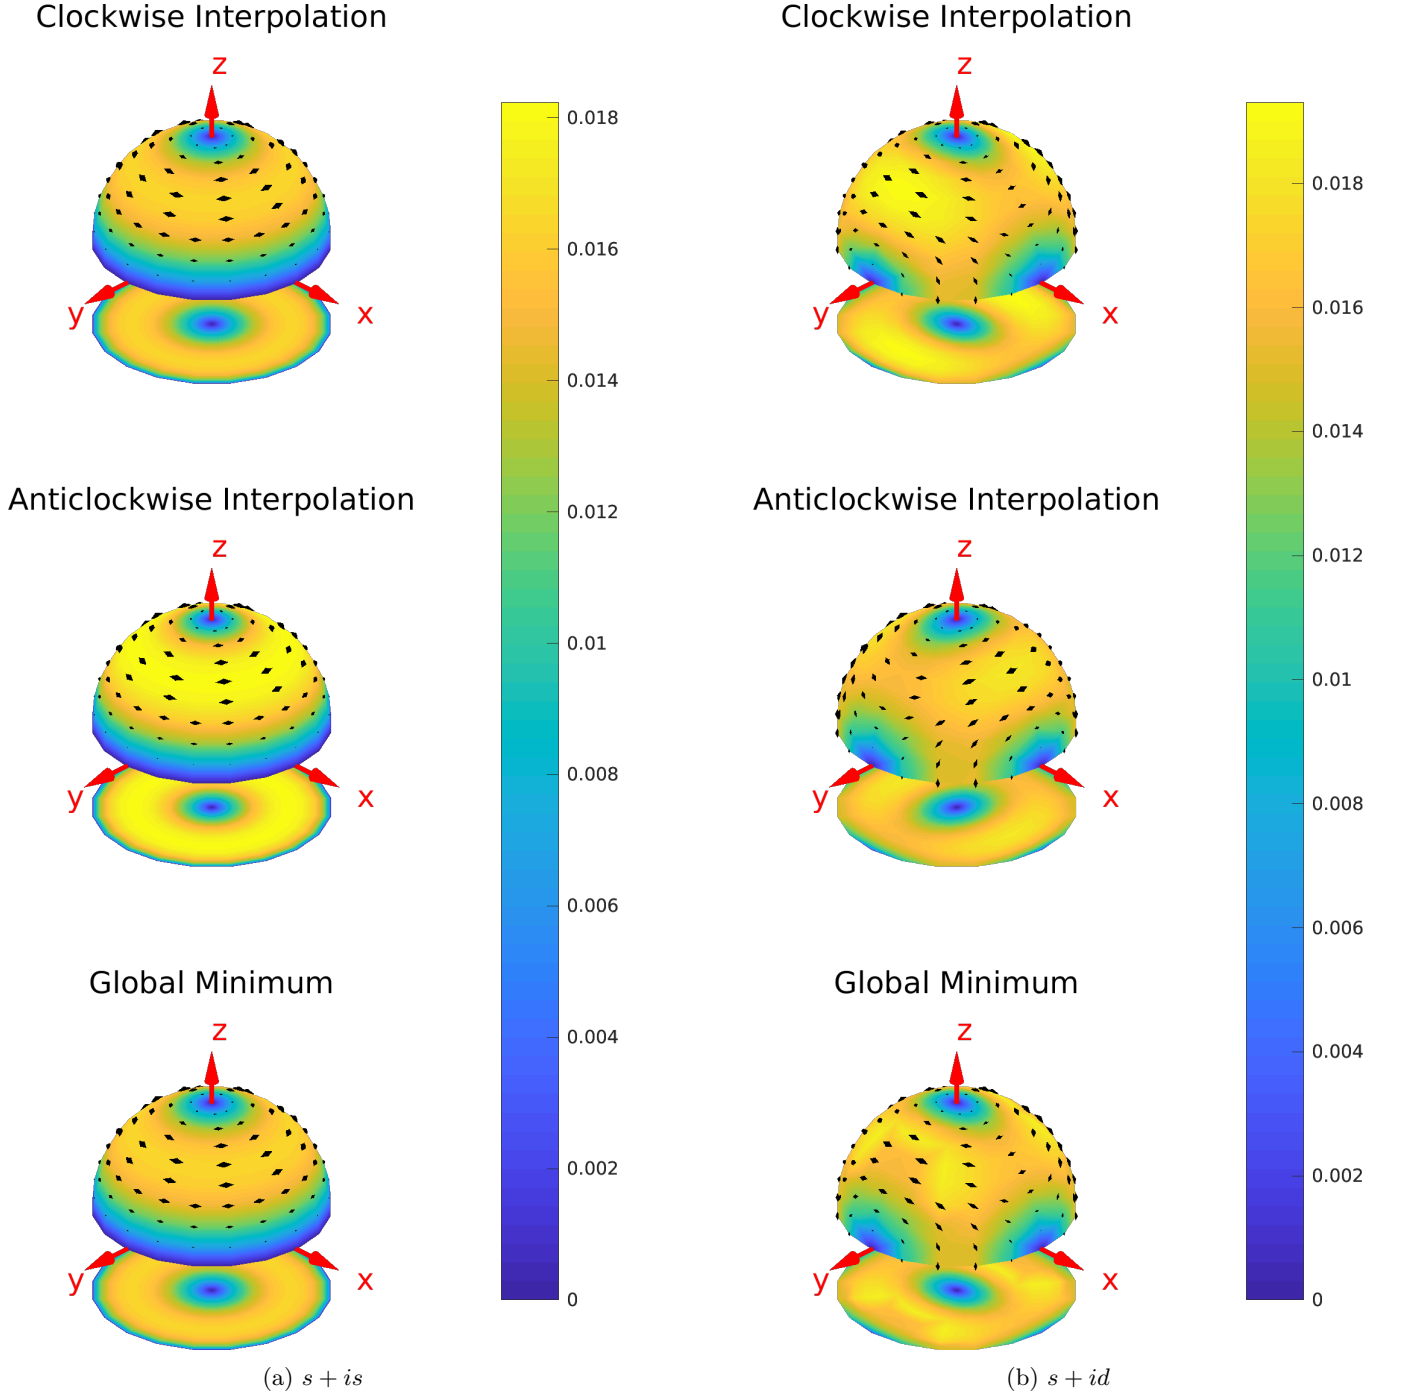 Clockwise Interpolation
z
y
x
0.018
0.016
0.014
0.012
0.01
0.008
0.006
0.004
0.002
0
Anticlockwise Interpolation
z
y
x
Global Minimum
z
y
x
(a) s + is
Clockwise Interpolation
z
y
x
0.018
0.016
0.014
0.012
0.01
0.008
0.006
0.004
0.002
0
Anticlockwise Interpolation
z
y
x
Global Minimum
z
y
x
(b) s + id